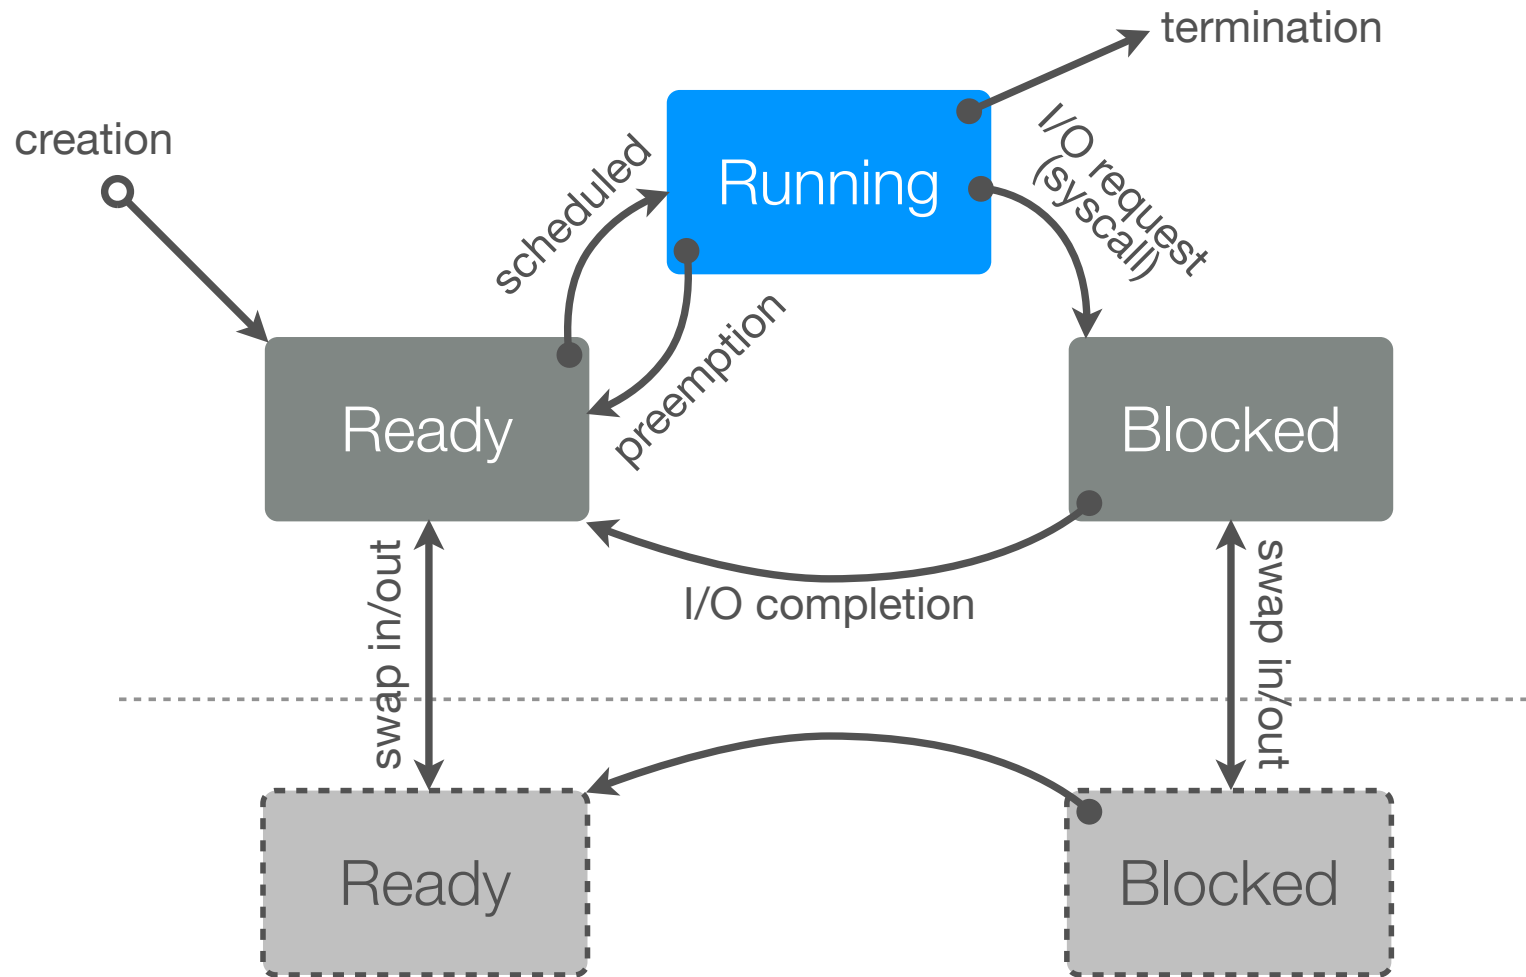 termination
creation
Running
scheduled
I/O request
(syscall)
preemption
Ready
Blocked
swap in/out
I/O completion
swap in/out
Ready
Blocked